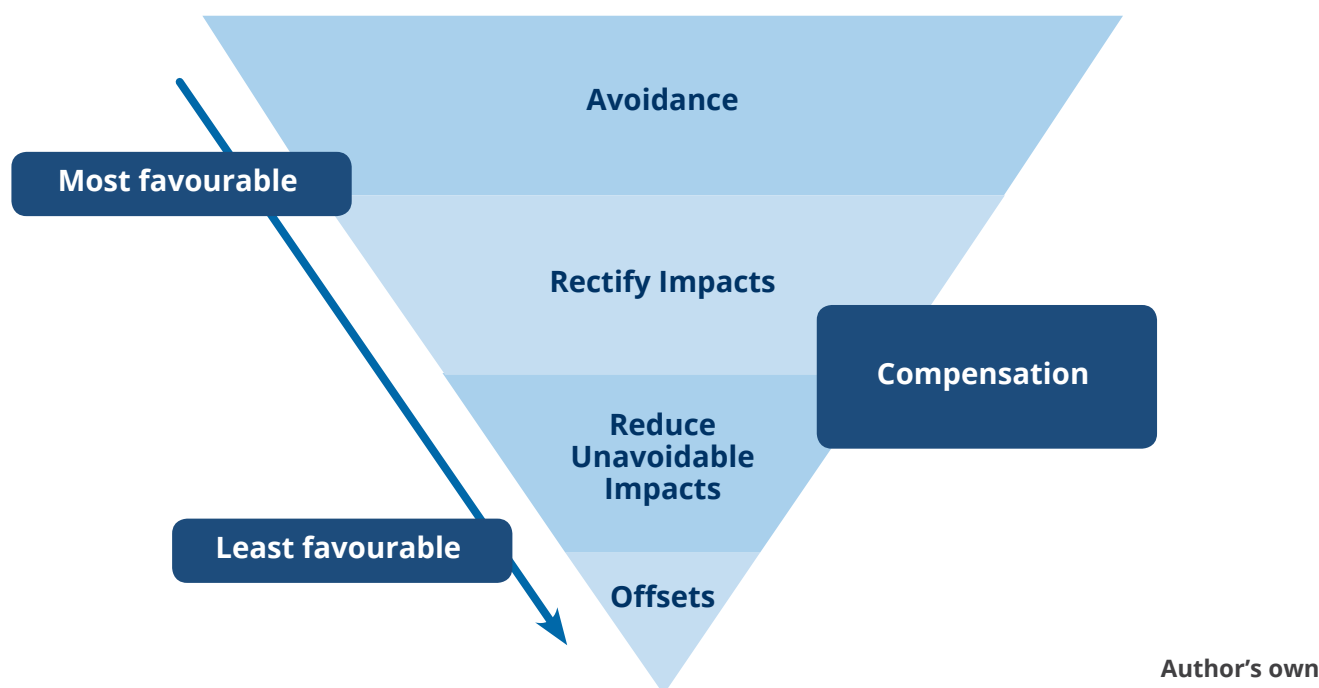 Avoidance
Most favourable
Rectify Impacts
Compensation
Reduce
Unavoidable
Impacts
Least favourable
Offsets
Author’s own